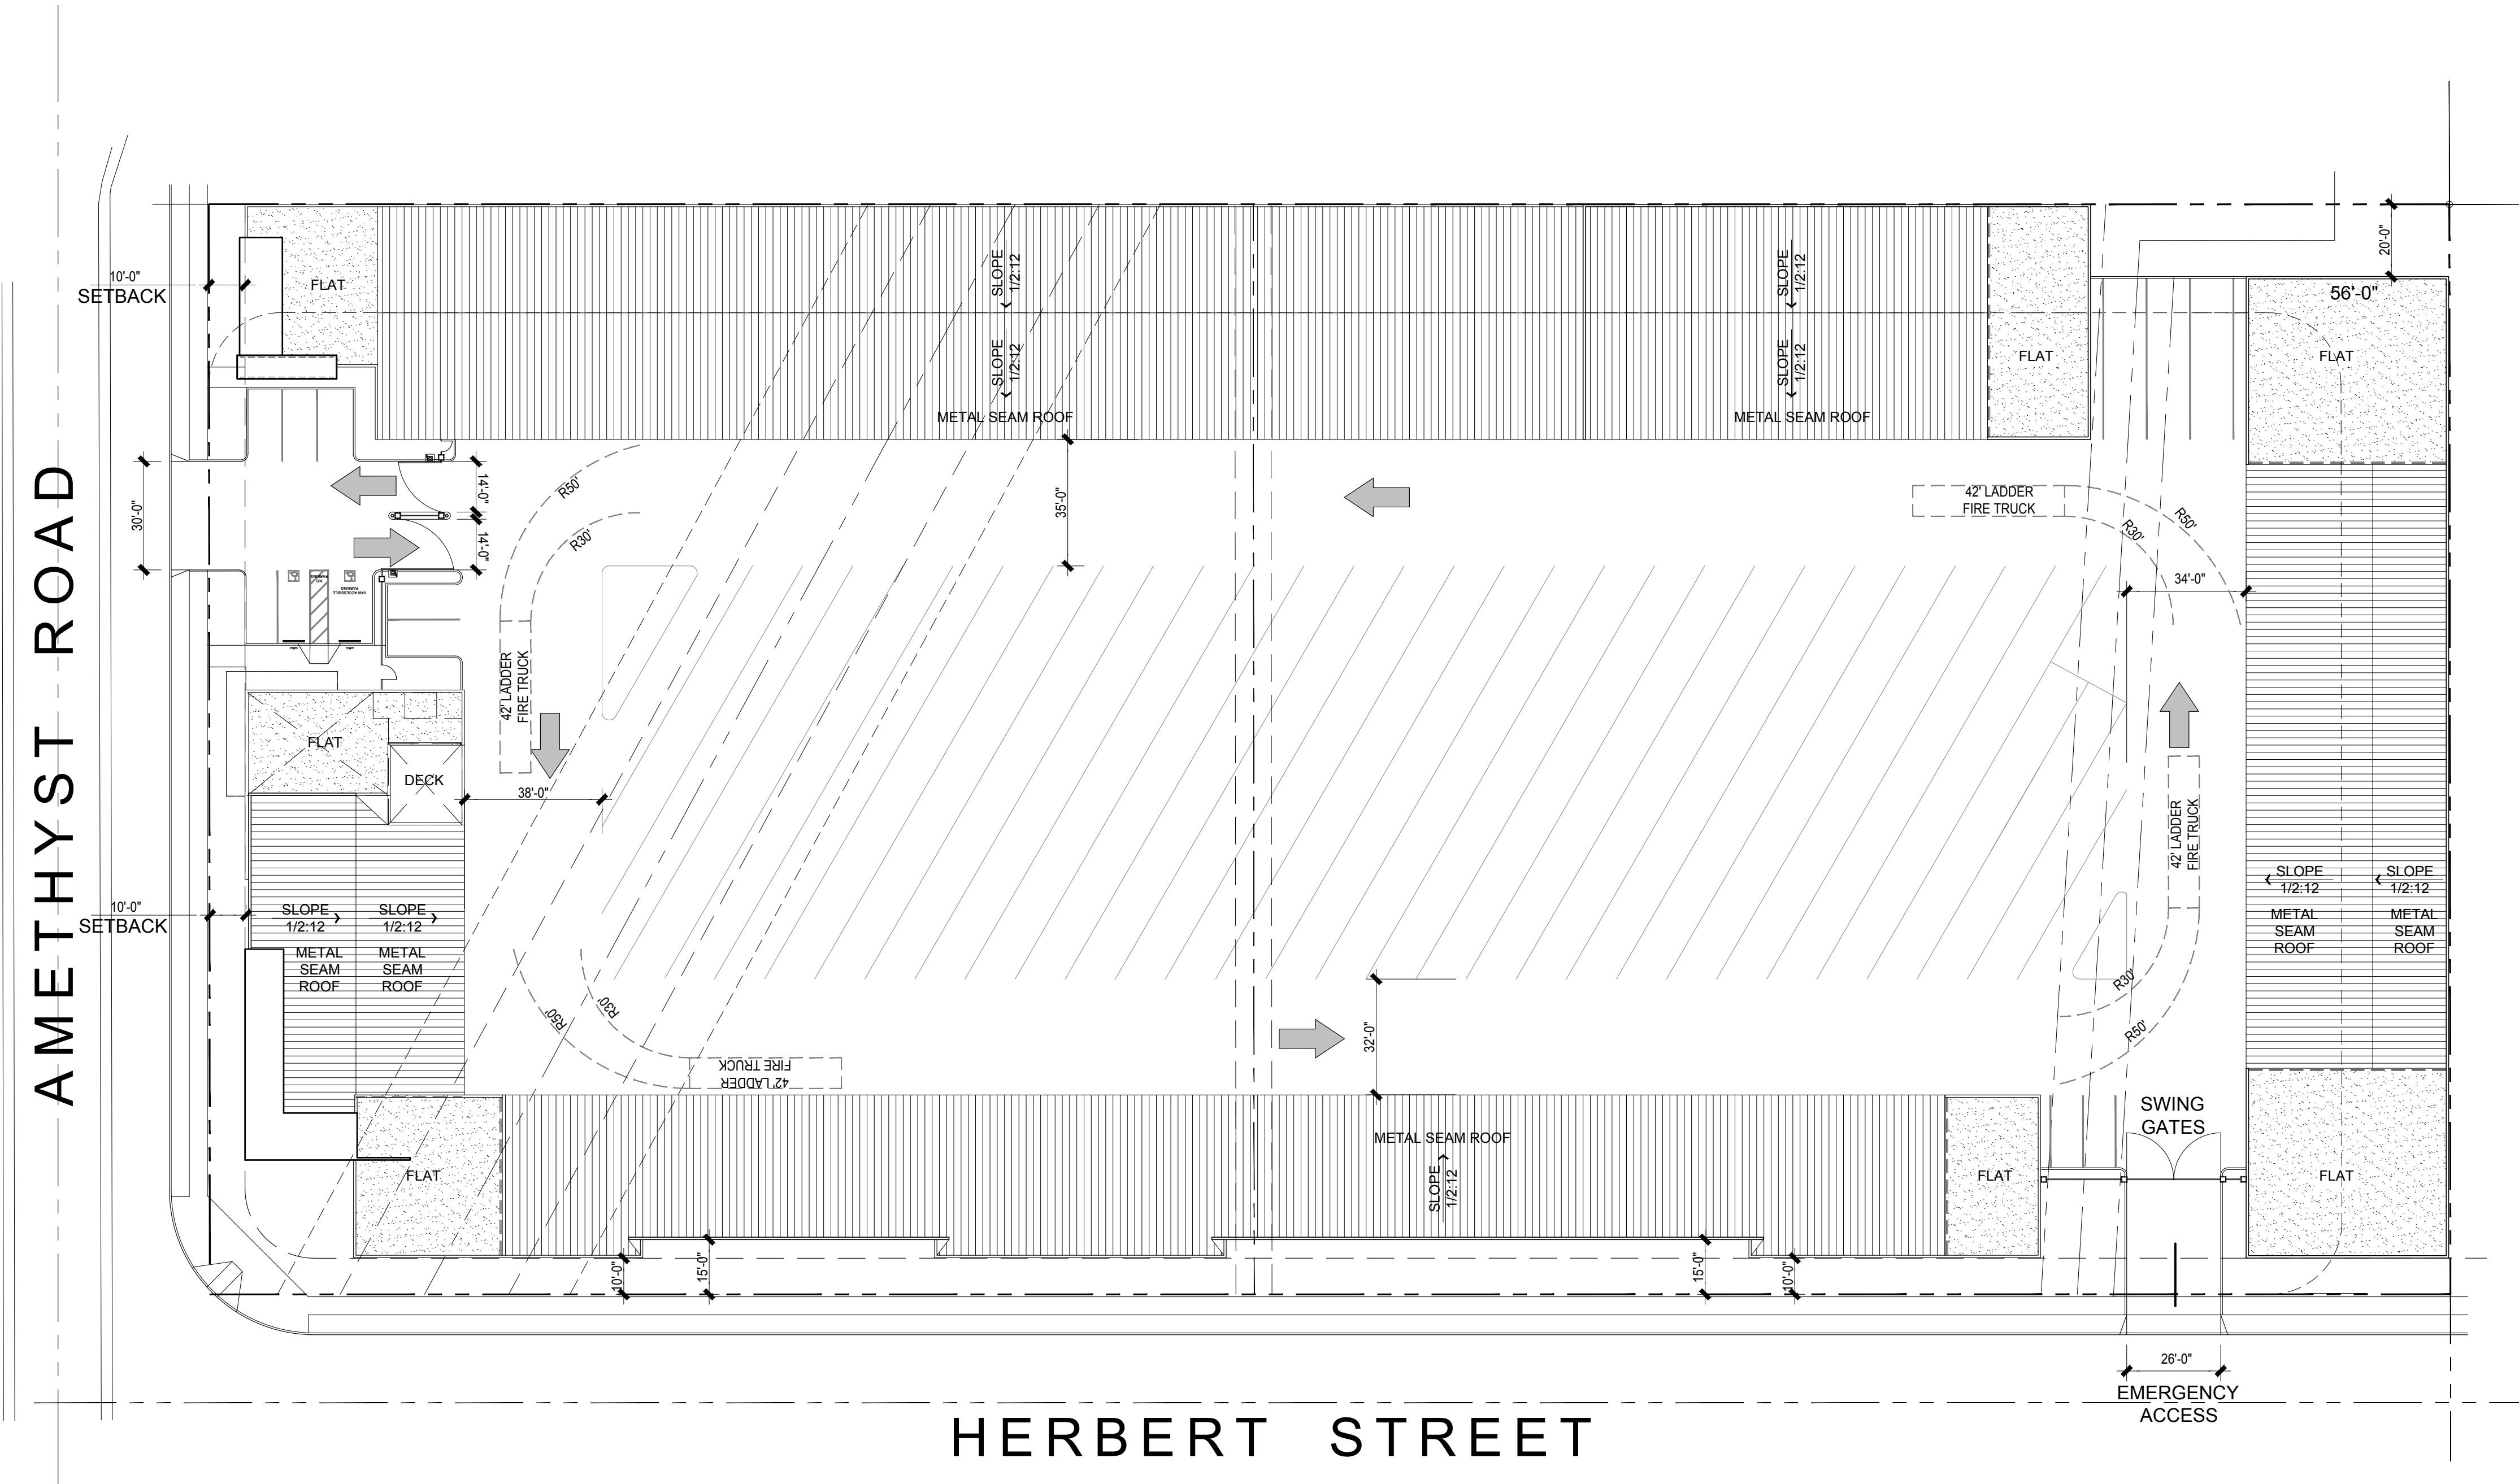 10'-0"
SETBACK
FLAT
SLOPE
1/2:12
SLOPE
1/2:12
METAL SEAM ROOF
SLOPE
1/2:12
SLOPE
1/2:12
METAL SEAM ROOF
FLAT
20'-0"
56'-0"
FLAT
AMETHYST ROAD
30'-0"
14'-0"
14'-0"
R50'
R30'
35'-0"
42' LADDER
FIRE TRUCK
R50'
R30'
34'-0"
NO
PARKING
VAN ACCESSIBLE
PARKING
42' LADDER
FIRE TRUCK
FLAT
DECK
38'-0"
42' LADDER
FIRE TRUCK
10'-0"
SETBACK
SLOPE
1/2:12
SLOPE
1/2:12
METAL
SEAM
ROOF
METAL
SEAM
ROOF
SLOPE
1/2:12
SLOPE
1/2:12
METAL
SEAM
ROOF
METAL
SEAM
ROOF
R50'
R30'
42' LADDER
FIRE TRUCK
32'-0"
R30'
R50'
SWING
GATES
METAL SEAM ROOF
SLOPE
1/2:12
FLAT
FLAT
FLAT
10'-0"
15'-0"
15'-0"
10'-0"
26'-0"
EMERGENCY
ACCESS
HERBERT STREET